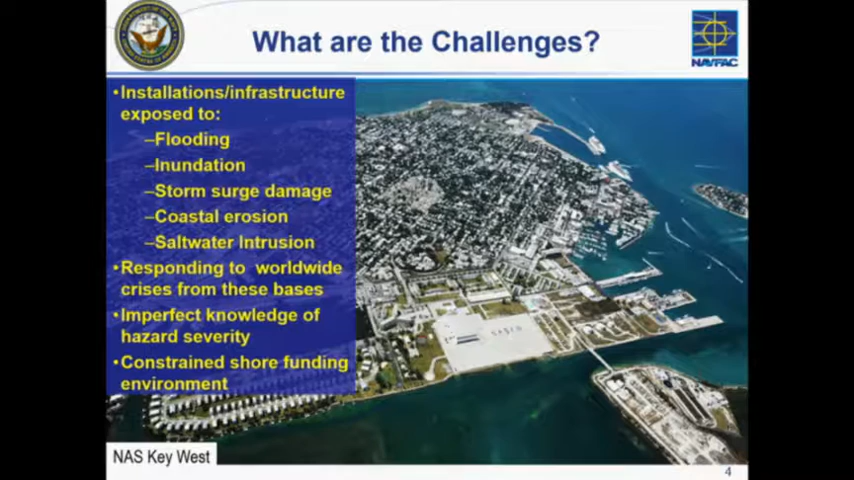 What are the Challenges?
NAVFAC
•Installations/infrastructure
exposed to:
–Flooding
–Inundation
–Storm surge damage
–Coastal erosion
–Saltwater Intrusion
•Responding to worldwide
crises from these bases
•Imperfect knowledge of
hazard severity
•Constrained shore funding
environment
NAS Key West
4